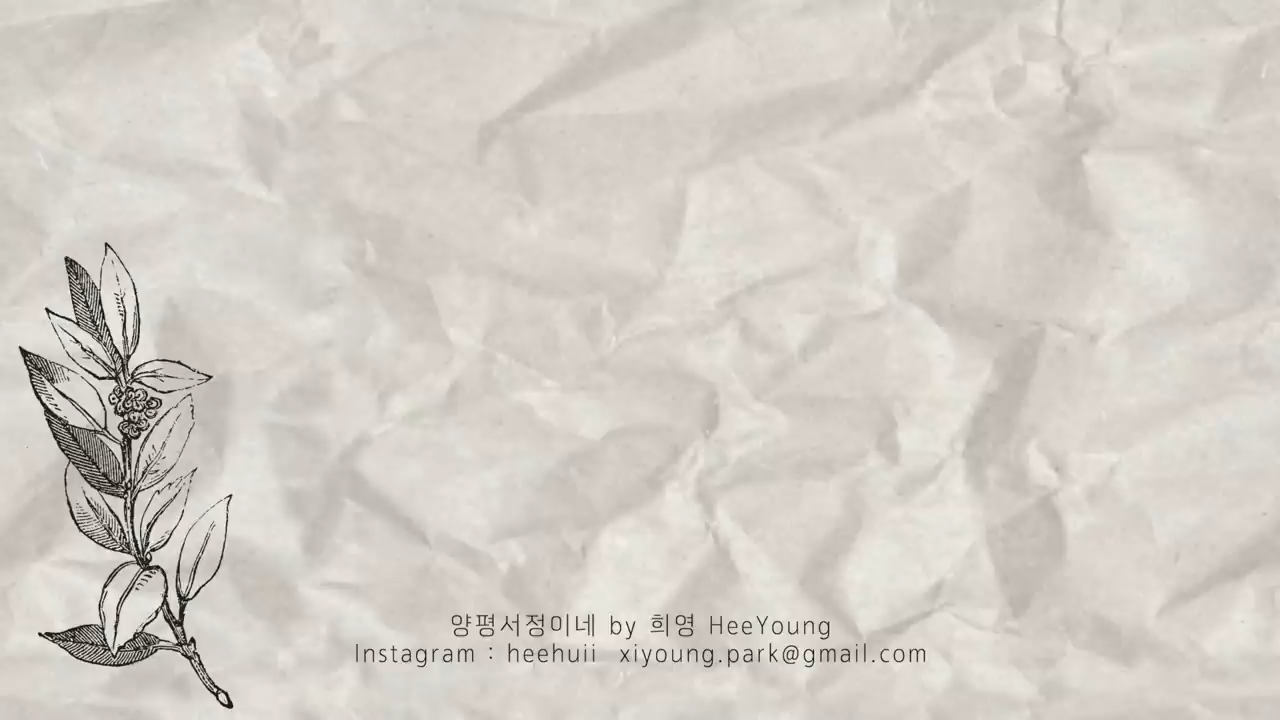 양평서정이네 by 희영 HeeYoung
Instagram : heehuii xiyoung.park@gmail.com